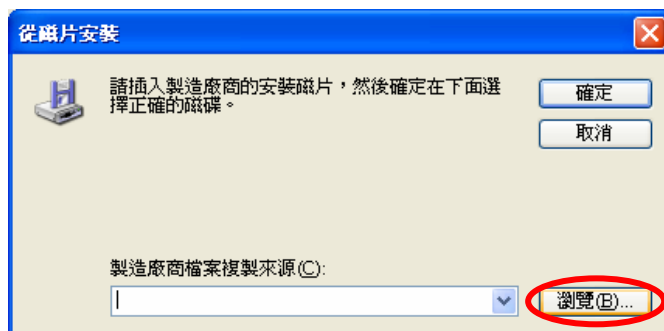 從磁片安裝
請插入製造廠商的安裝磁片，然後確定在下面選
擇正確的磁碟。
確定
取消
製造廠商檔案複製來源(C):
瀏覽(B)...